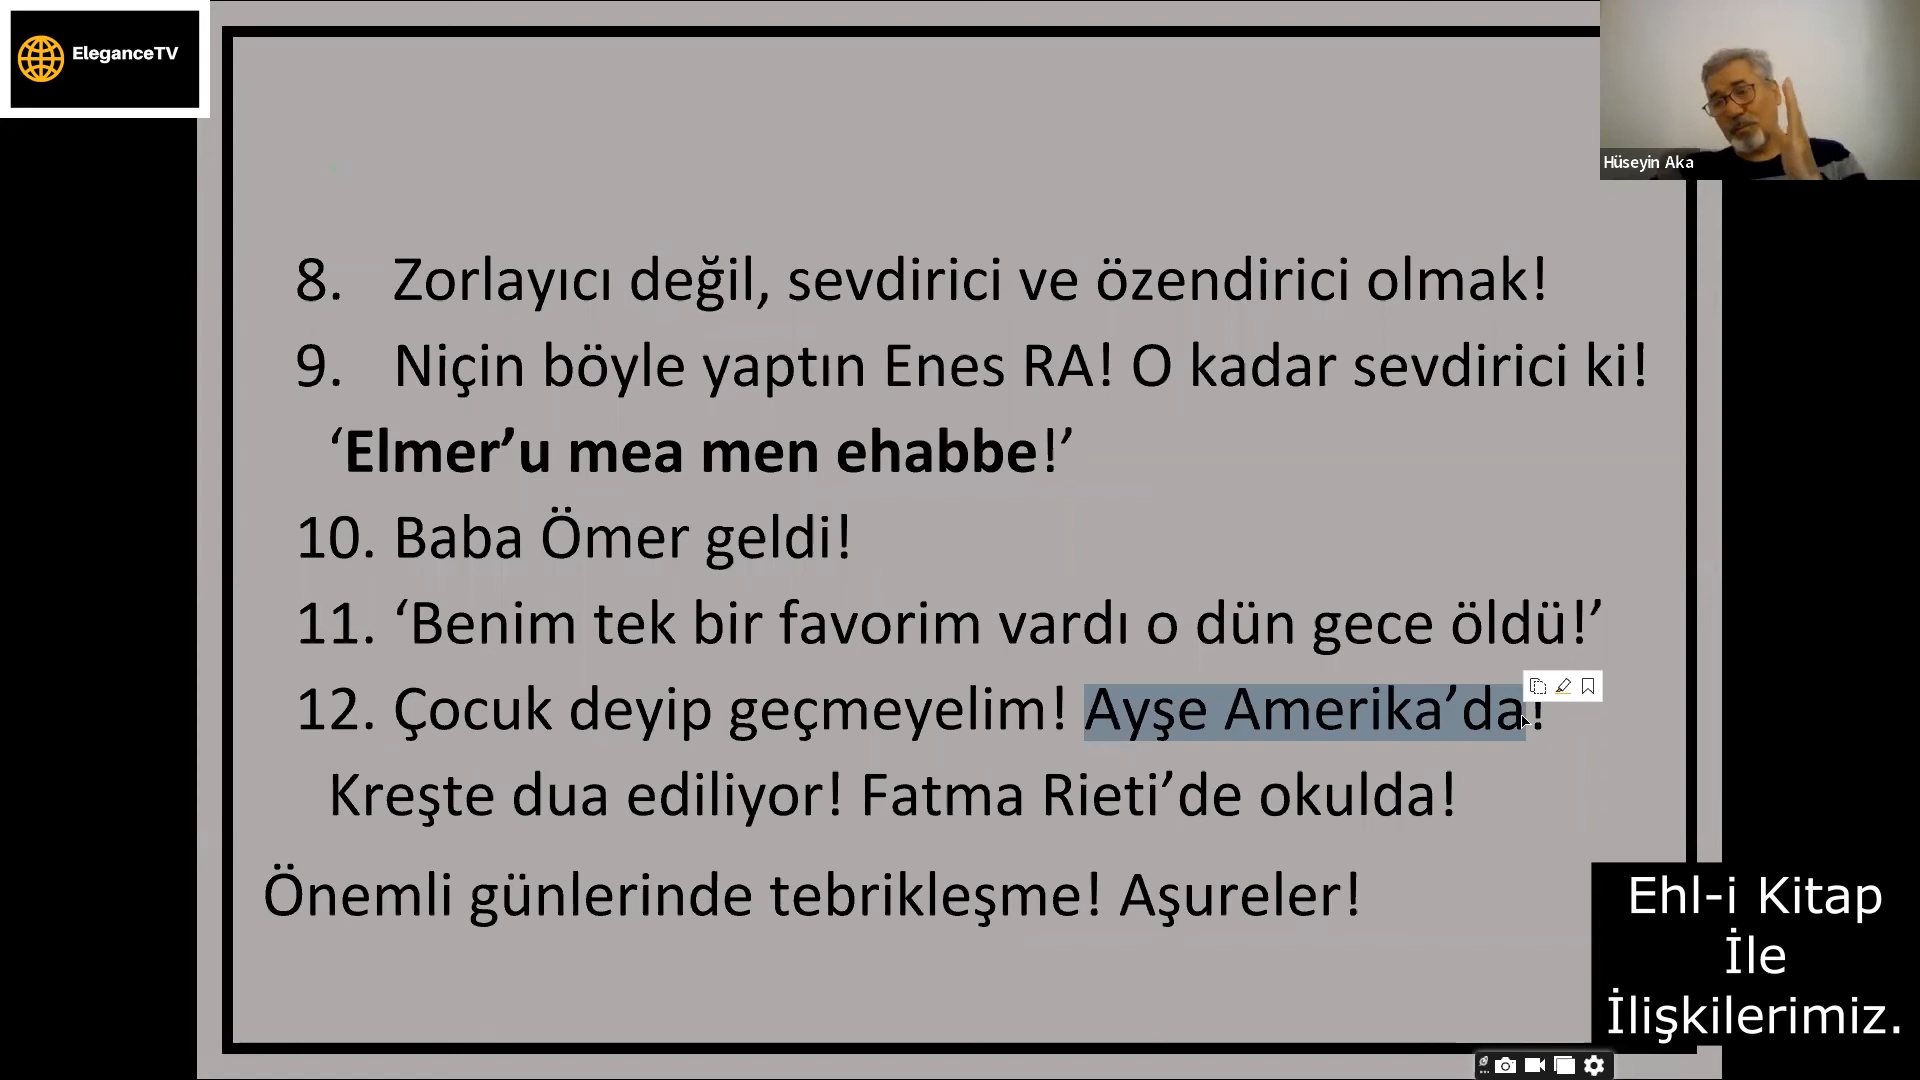 EleganceTV
Hüseyin Aka
8. Zorlayıcı değil, sevdirici ve özendirici olmak!
9. Niçin böyle yaptın Enes RA! O kadar sevdirici ki!
‘Elmer’u mea men ehabbe!’
10. Baba Ömer geldi!
11. ‘Benim tek bir favorim vardı o dün gece öldü!’
12. Çocuk deyip geçmeyelim! Ayşe Amerika’da!
Kreşte dua ediliyor! Fatma Rieti’de okulda!
Önemli günlerinde tebrikleşme! Aşureler!
Ehl-i Kitap
İle
İlişkilerimiz.